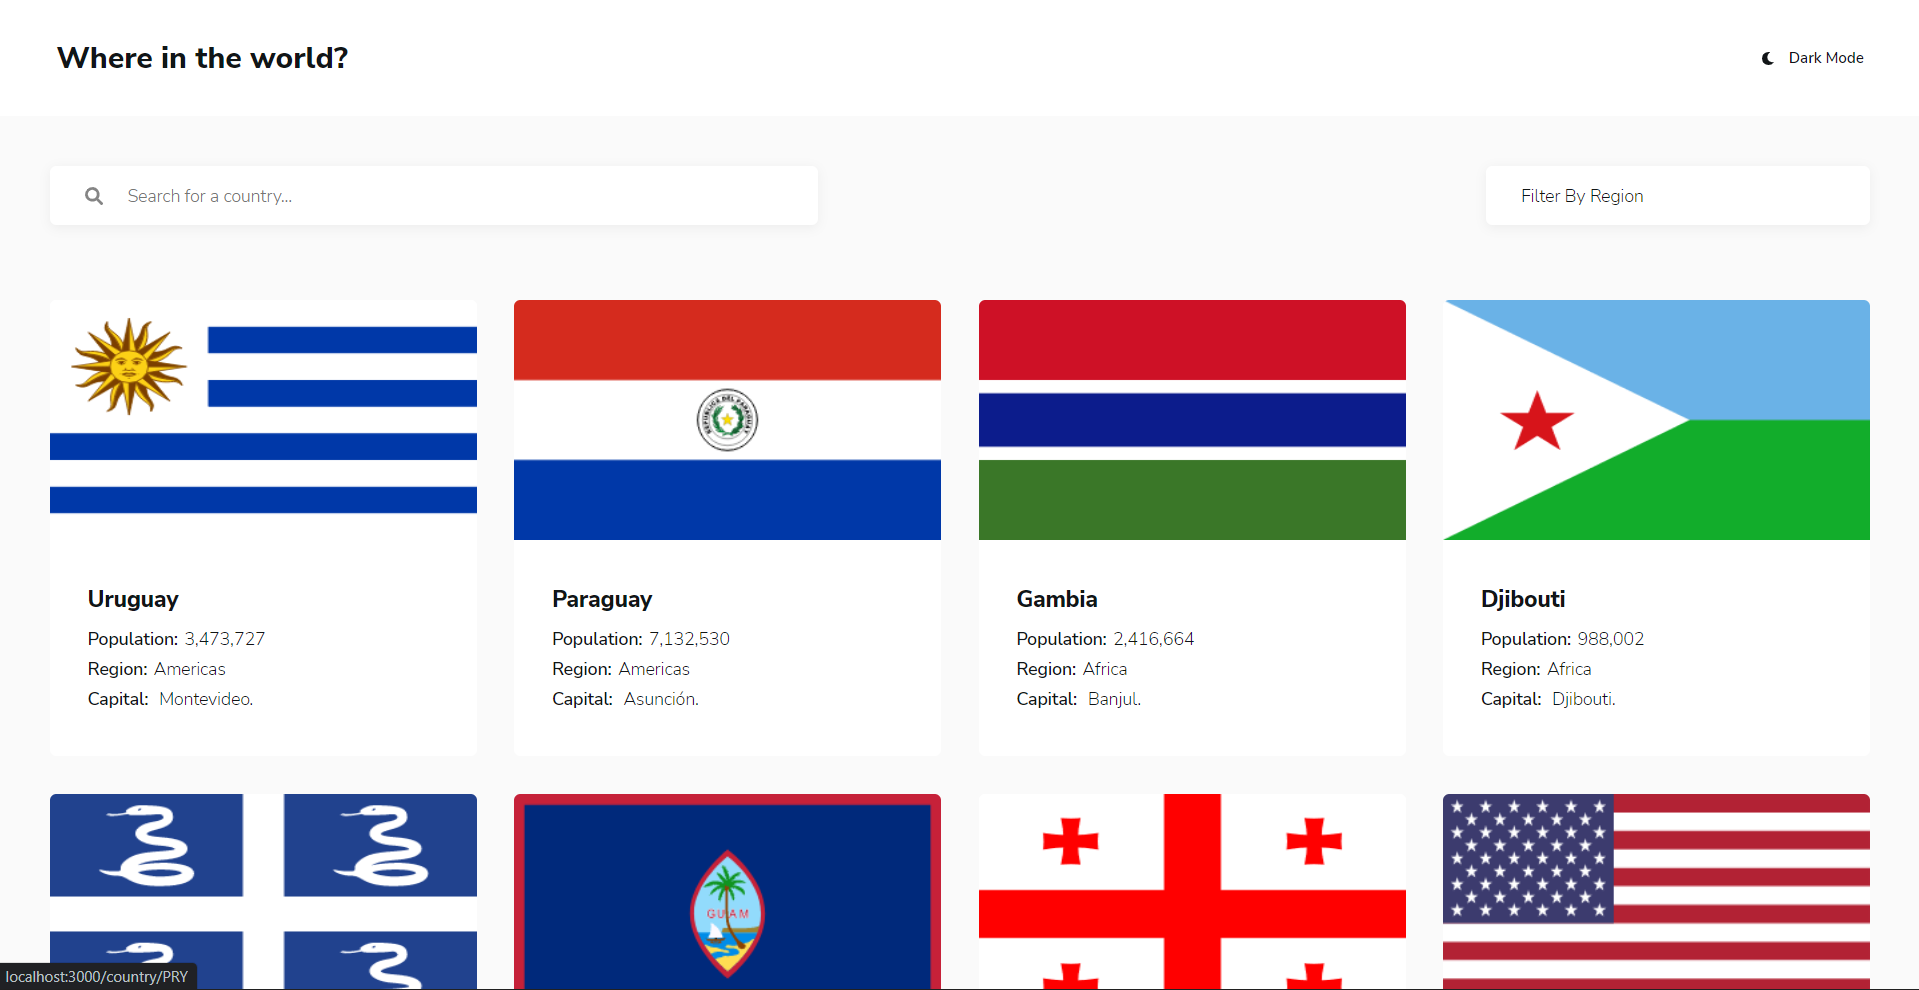 Where in the world?
Dark Mode
Search for a country...
Filter By Region
REPUBLICA DEL PARAGUAY
Uruguay
Population: 3,473,727
Region: Americas
Capital: Montevideo.
Paraguay
Population: 7,132,530
Region: Americas
Capital: Asunción.
Gambia
Population: 2,416,664
Region: Africa
Capital: Banjul.
Djibouti
Population: 988,002
Region: Africa
Capital: Djibouti.
GUAM
localhost:3000/country/PRY